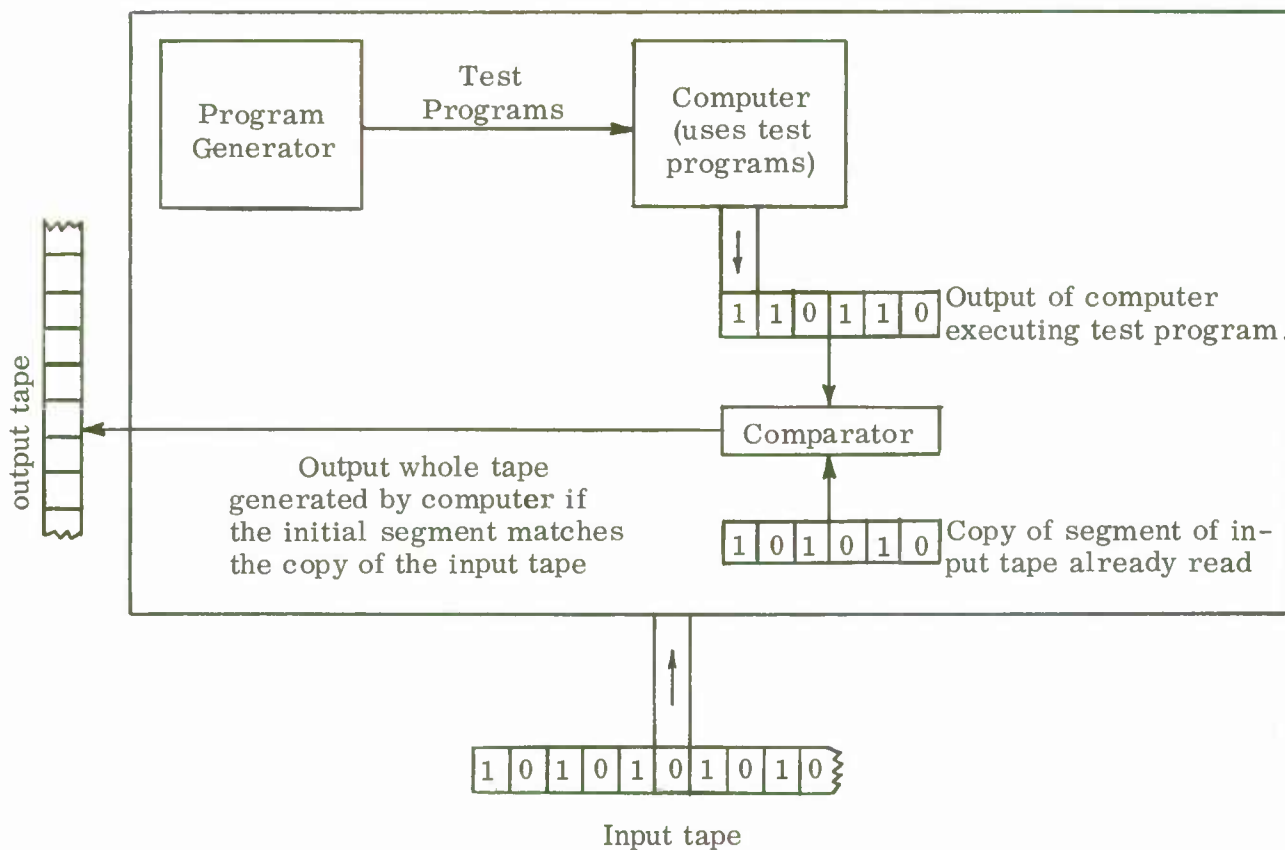 Program
Generator
Test
Programs
Computer
(uses test
programs)
1 1 0 1 1 0
Output of computer
executing test program.
Comparator
output tape
Output whole tape
generated by computer if
the initial segment matches
the copy of the input tape
1 0 1 0 1 0
Copy of segment of in-
put tape already read
1 0 1 0 1 0 1 0 1 0
Input tape